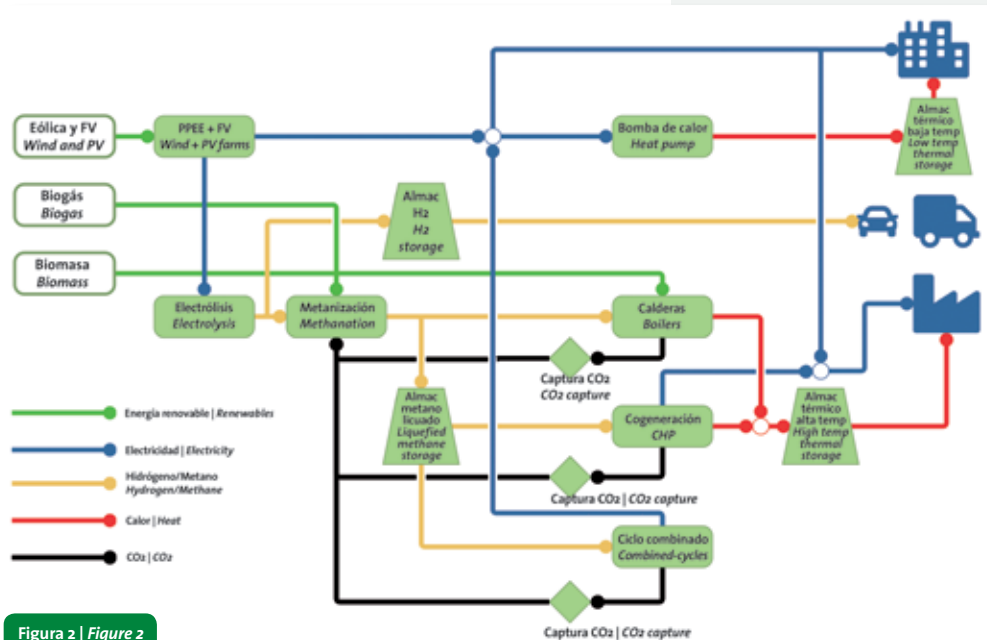 Eólica y FV
Wind and PV
PPEE + FV
Wind + PV farms
Bomba de calor
Heat pump
Almac
térmico
baja temp
Low temp
thermal
storage
Biogás
Biogas
Almac
H2
H2
storage
Biomasa
Biomass
Electrólisis
Electrolysis
Metanización
Methanation
Calderas
Boilers
Captura CO2
CO2 capture
Almac
metano
licuado
Liquefied
methane
storage
Cogeneración
CHP
Almac
térmico
alta temp
High temp
thermal
storage
Captura CO2 | CO2 capture
Ciclo combinado
Combined-cycles
Captura CO2 | CO2 capture
Energía renovable | Renewables
Electricidad | Electricity
Hidrógeno/Metano
Hydrogen/Methane
Calor | Heat
CO2 | CO2
Figura 2 | Figure 2